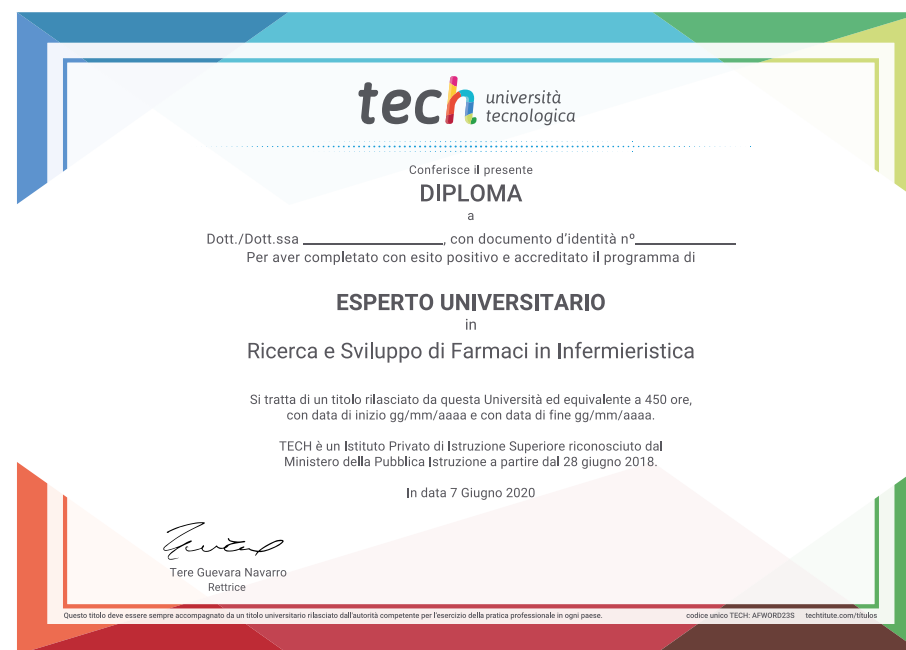 tech università
tecnologica
Conferisce il presente
DIPLOMA
a
Dott./Dott.ssa ____________________, con documento d'identità nº______________
Per aver completato con esito positivo e accreditato il programma di
ESPERTO UNIVERSITARIO
in
Ricerca e Sviluppo di Farmaci in Infermieristica
Si tratta di un titolo rilasciato da questa Università ed equivalente a 450 ore,
con data di inizio gg/mm/aaaa e con data di fine gg/mm/aaaa.
TECH è un Istituto Privato di Istruzione Superiore riconosciuto dal
Ministero della Pubblica Istruzione a partire dal 28 giugno 2018.
In data 7 Giugno 2020
Tere Guevara Navarro
Rettrice
Questo titolo deve essere sempre accompagnato da un titolo universitario rilasciato dall'autorità competente per l'esercizio della pratica professionale in ogni paese. codice unico TECH: AFWORD23S techtitute.com/titulos